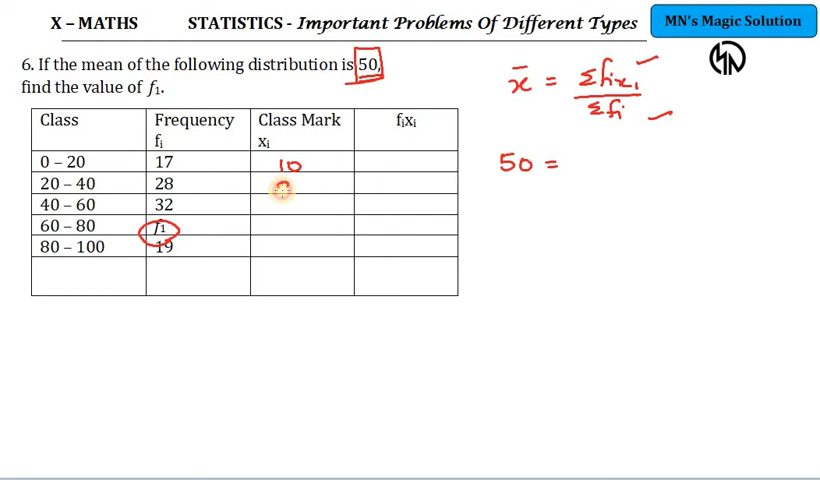 X – MATHS STATISTICS - Important Problems Of Different Types MN's Magic Solution
6. If the mean of the following distribution is 50,
find the value of f₁.
x̄ = Σfᵢxᵢ / Σfᵢ
50 =
Class Frequency fᵢ Class Mark xᵢ fᵢxᵢ
0 – 20 17 10
20 – 40 28
40 – 60 32
60 – 80 f₁
80 – 100 19